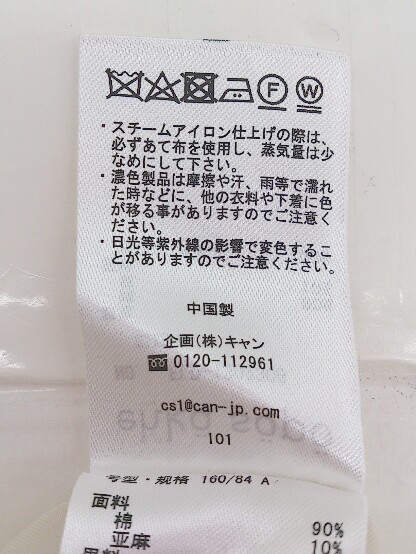 ・スチームアイロン仕上げの際は、
必ずあて布を使用し、蒸気量は少
なめにして下さい。
・濃色製品は摩擦や汗、雨等で濡れ
た時などに、他の衣料や下着に色
が移る事がありますのでご注意く
ださい。
・日光等紫外線の影響で変色するこ
とがありますのでご注意ください。
中国製
企画(株)キャン
0120-112961
cs1@can-jp.com
101
号型・规格 160/84 A
面料
棉 90%
亚麻 10%